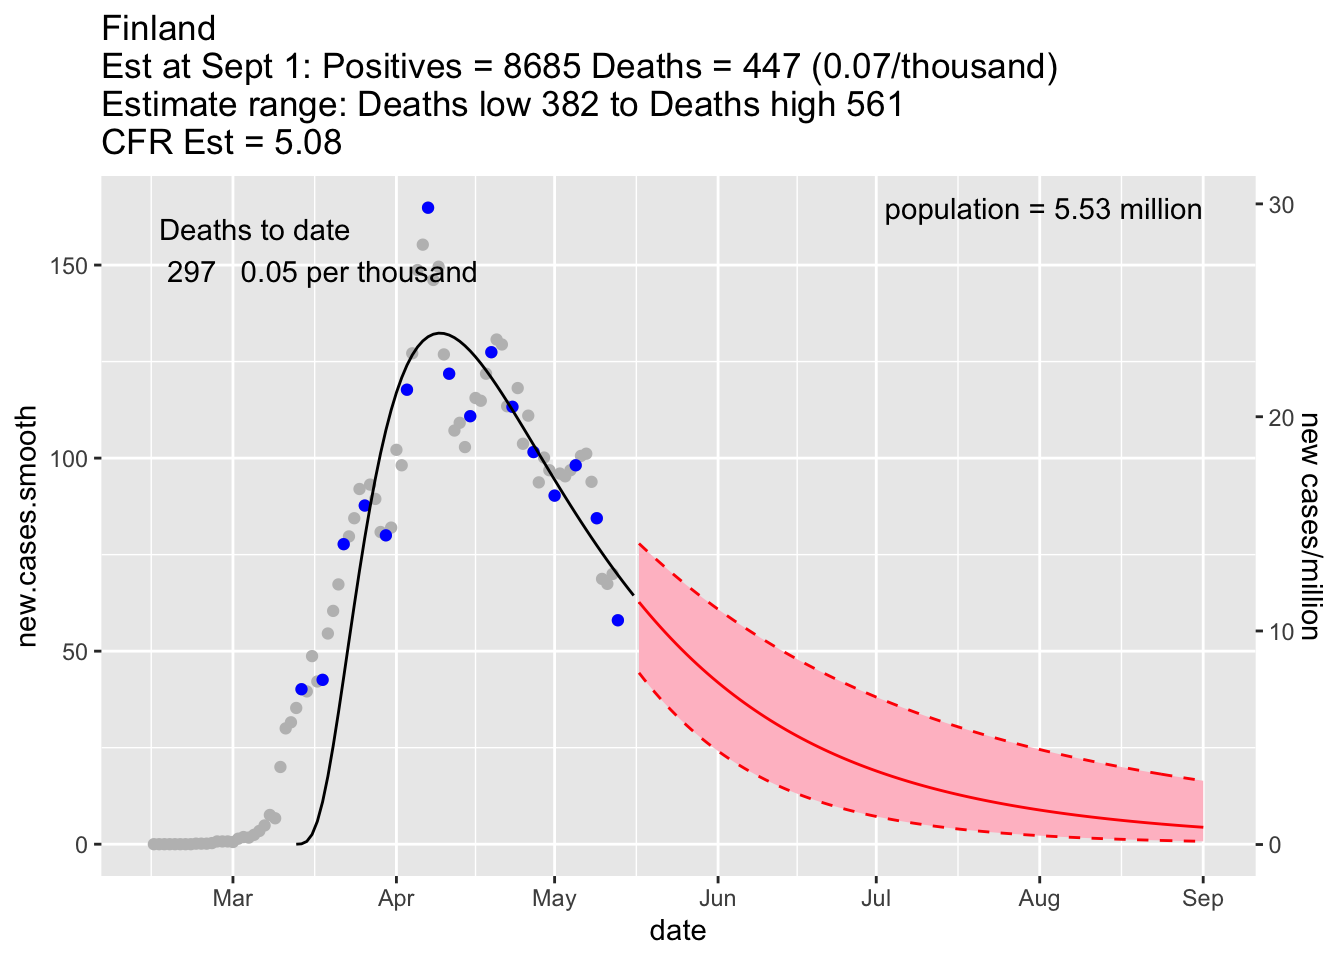 Finland
Est at Sept 1: Positives = 8685 Deaths = 447 (0.07/thousand)
Estimate range: Deaths low 382 to Deaths high 561
CFR Est = 5.08
Deaths to date
297 0.05 per thousand
population = 5.53 million
150
100
50
0
new.cases.smooth
30
20
10
0
new cases/million
Mar Apr May Jun Jul Aug Sep
date